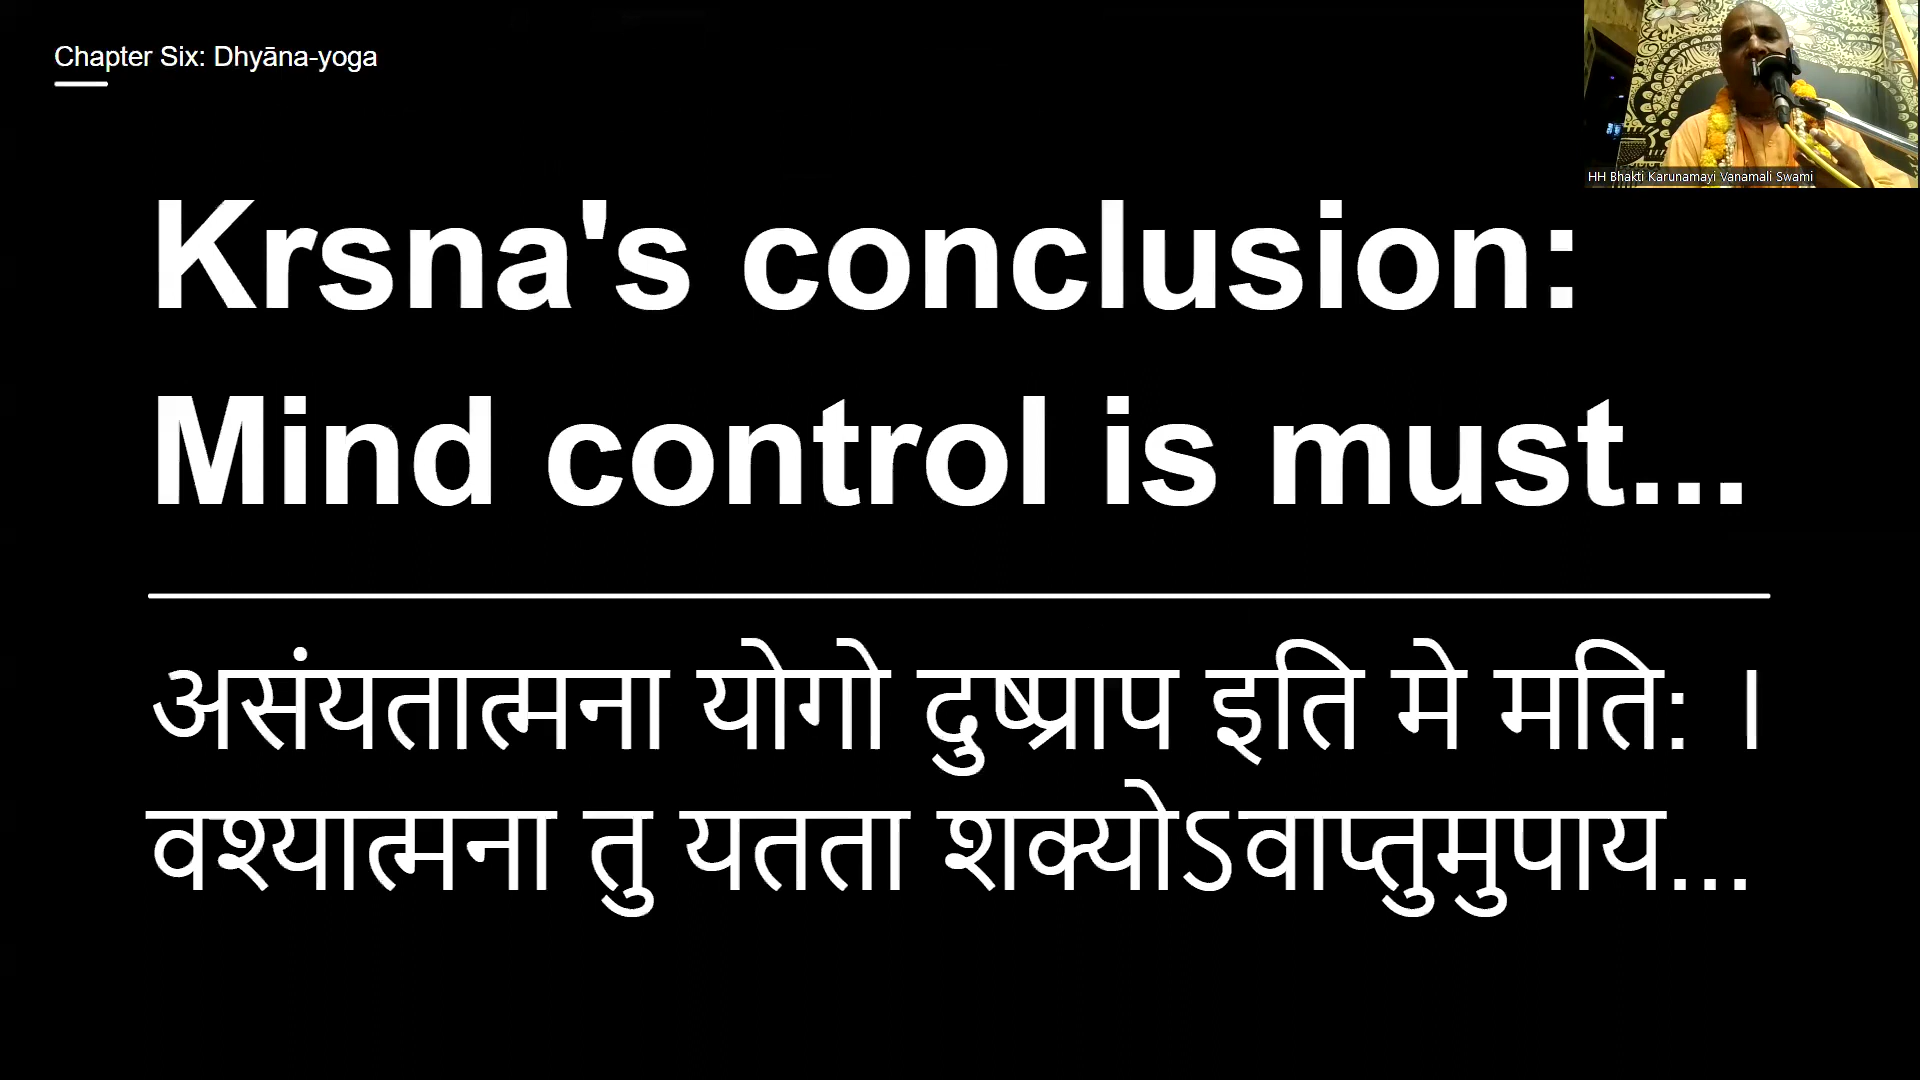 Chapter Six: Dhyāna-yoga
HH Bhakti Karunamayi Vanamali Swami
Krsna's conclusion:
Mind control is must...
असंयतात्मना योगो दुष्प्राप इति मे मति: ।
वश्यात्मना तु यतता शक्योऽवाप्तुमुपाय...